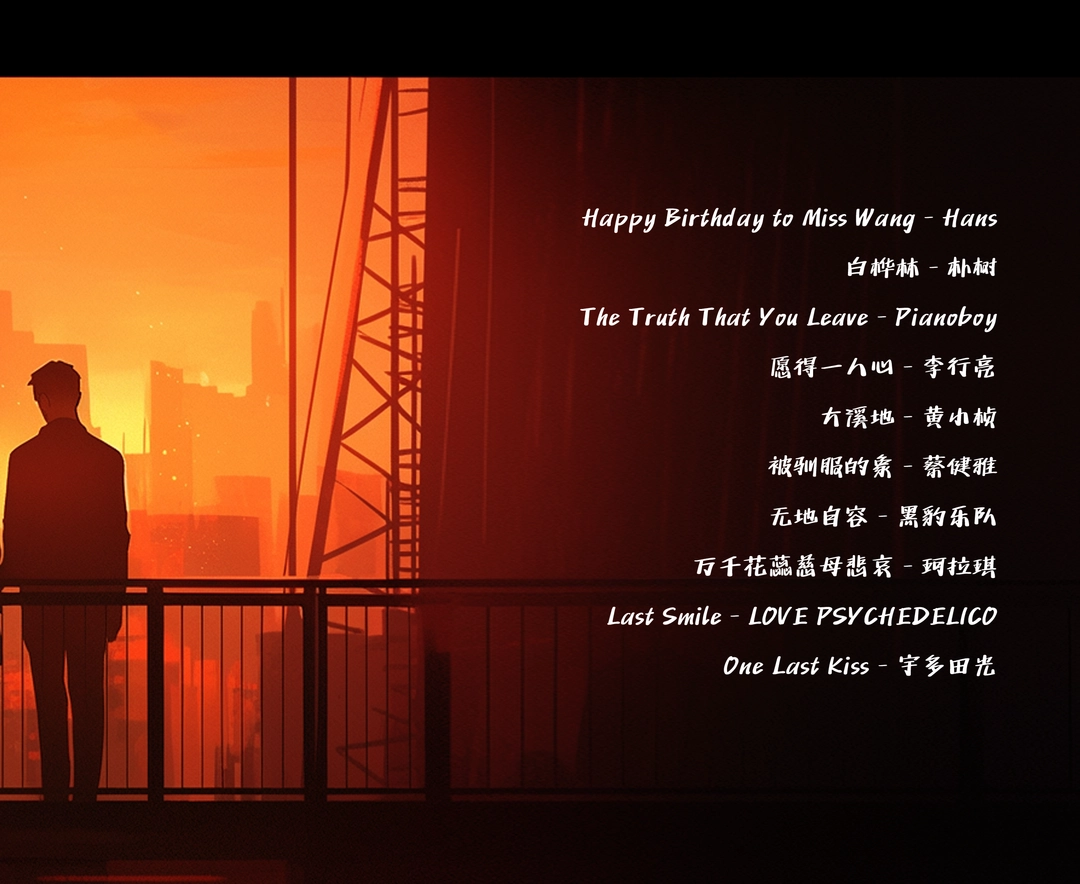 Happy Birthday to Miss Wang - Hans
白桦林 - 朴树
The Truth That You Leave - Pianoboy
愿得一人心 - 李行亮
大溪地 - 黄小桢
被驯服的象 - 蔡健雅
无地自容 - 黑豹乐队
万千花蕊慈母悲哀 - 珂拉琪
Last Smile - LOVE PSYCHEDELICO
One Last Kiss - 宇多田光